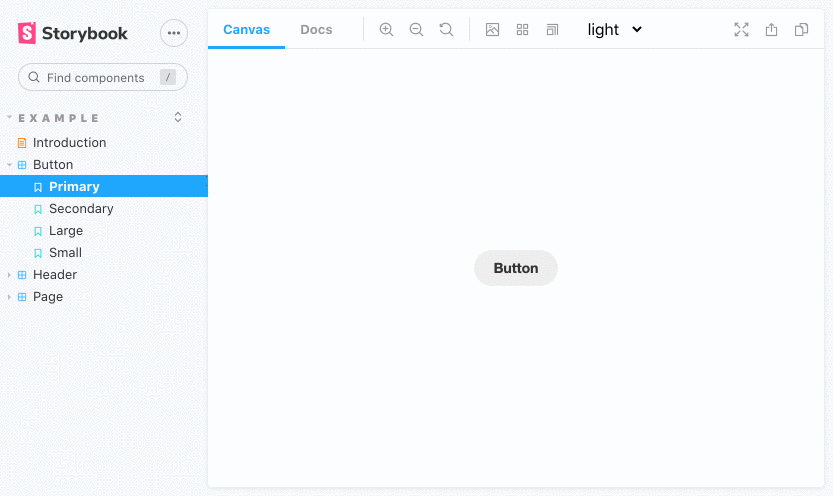 Storybook
Canvas
Docs
light
Find components
/
EXAMPLE
Introduction
Button
Primary
Secondary
Large
Small
Header
Page
Button